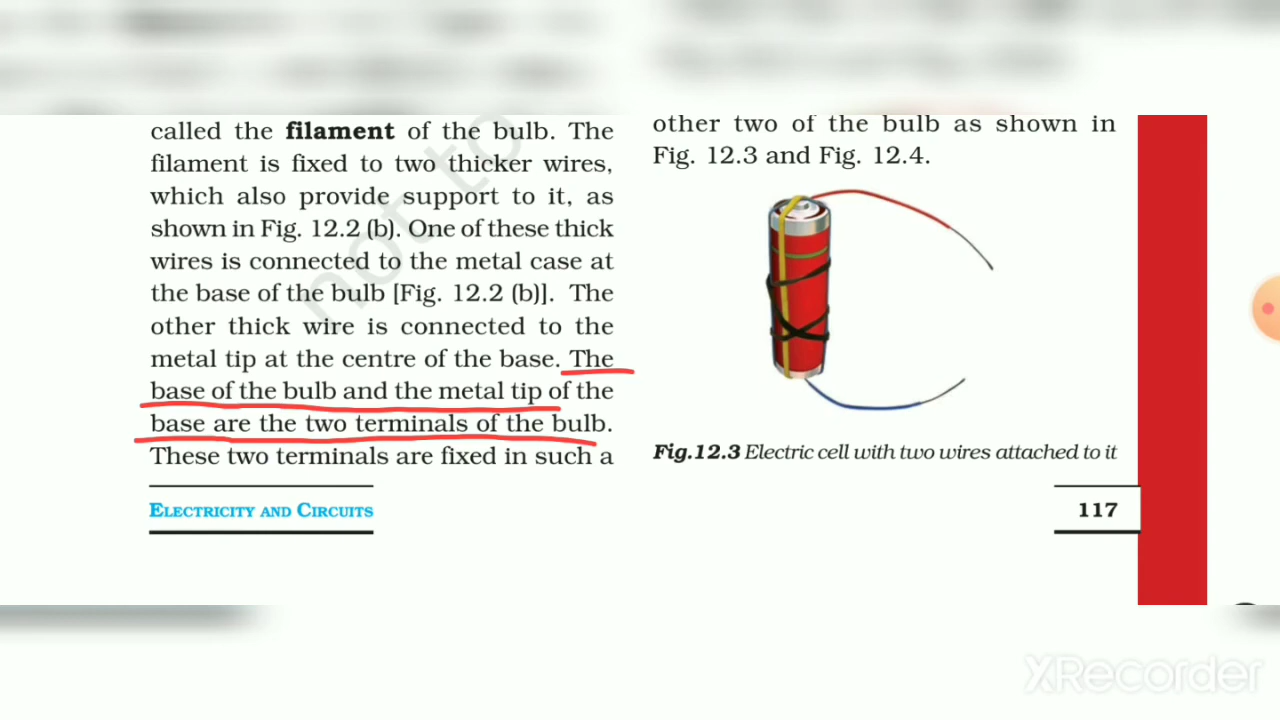 called the filament of the bulb. The
filament is fixed to two thicker wires,
which also provide support to it, as
shown in Fig. 12.2 (b). One of these thick
wires is connected to the metal case at
the base of the bulb [Fig. 12.2 (b)]. The
other thick wire is connected to the
metal tip at the centre of the base. The
base of the bulb and the metal tip of the
base are the two terminals of the bulb.
These two terminals are fixed in such a
other two of the bulb as shown in
Fig. 12.3 and Fig. 12.4.
Fig.12.3 Electric cell with two wires attached to it
ELECTRICITY AND CIRCUITS
117
not to
XRecorder